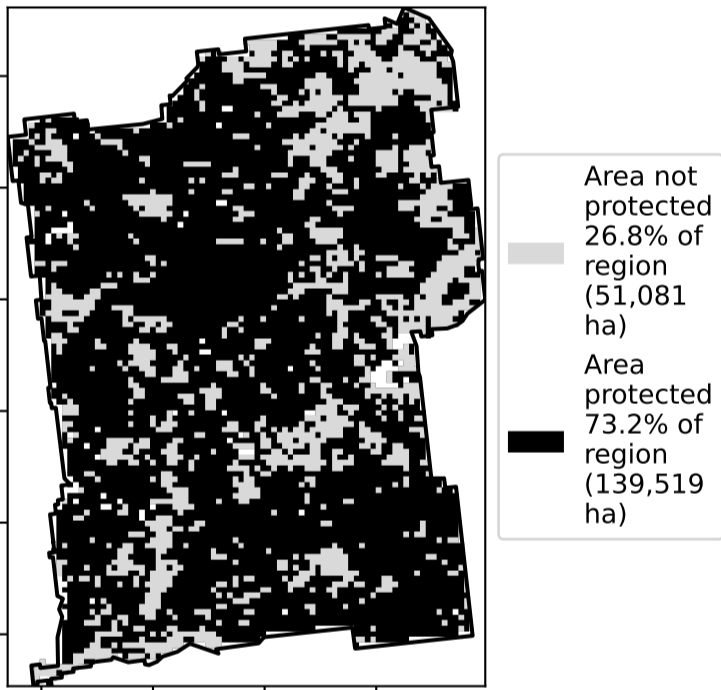 Area not
protected
26.8% of
region
(51,081
ha)
Area
protected
73.2% of
region
(139,519
ha)